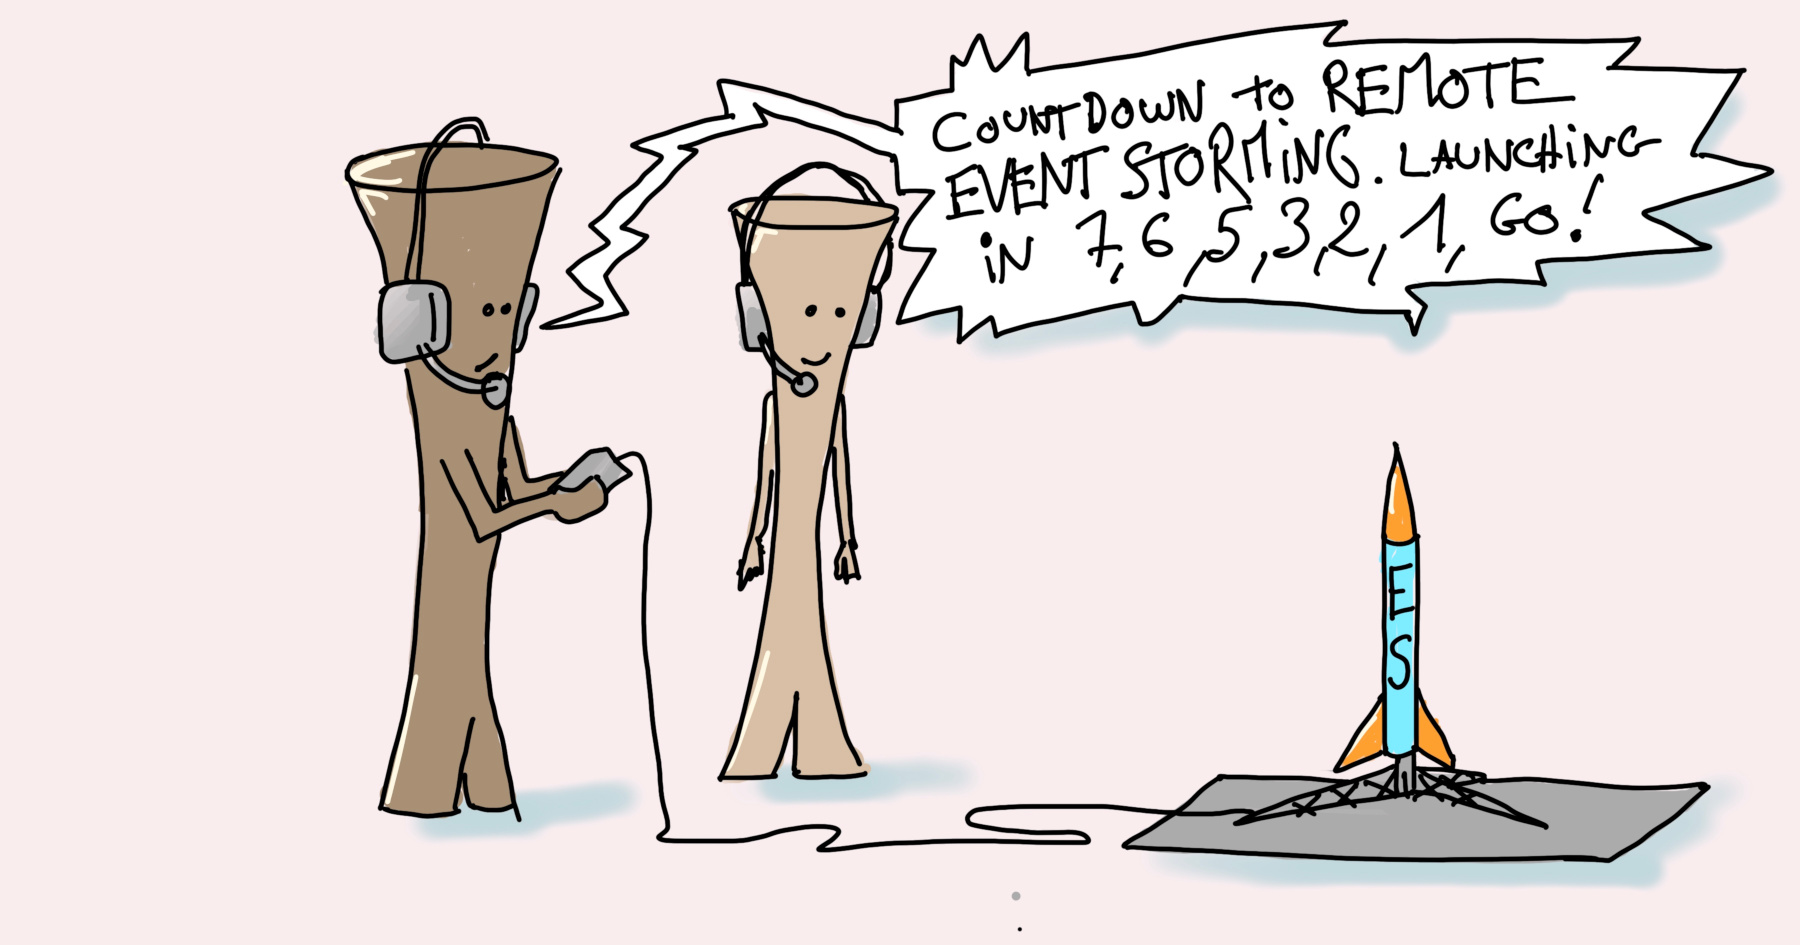 COUNTDOWN to REMOTE
EVENT STORMiNG. LAUNCHiNG
iN 7, 6, 5, 3, 2, 1, GO!
E
S